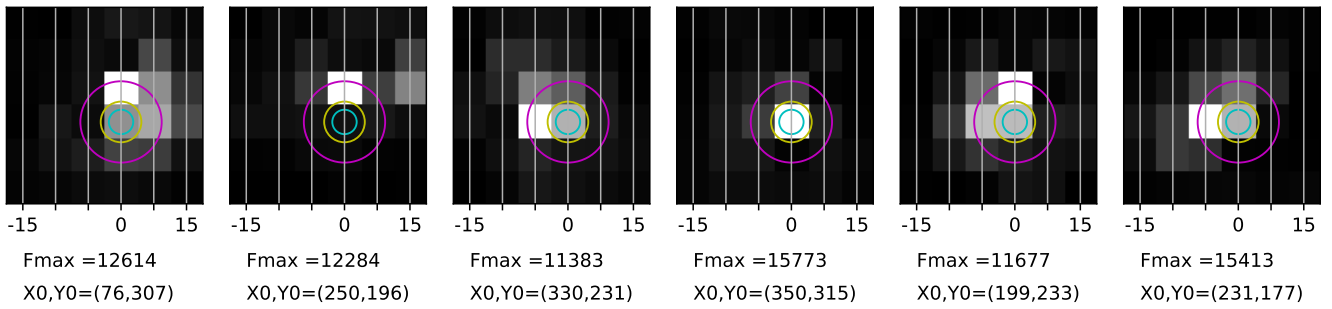 -15 0 15 -15 0 15 -15 0 15 -15 0 15 -15 0 15 -15 0 15
Fmax =12614 Fmax =12284 Fmax =11383 Fmax =15773 Fmax =11677 Fmax =15413
X0,Y0=(76,307) X0,Y0=(250,196) X0,Y0=(330,231) X0,Y0=(350,315) X0,Y0=(199,233) X0,Y0=(231,177)